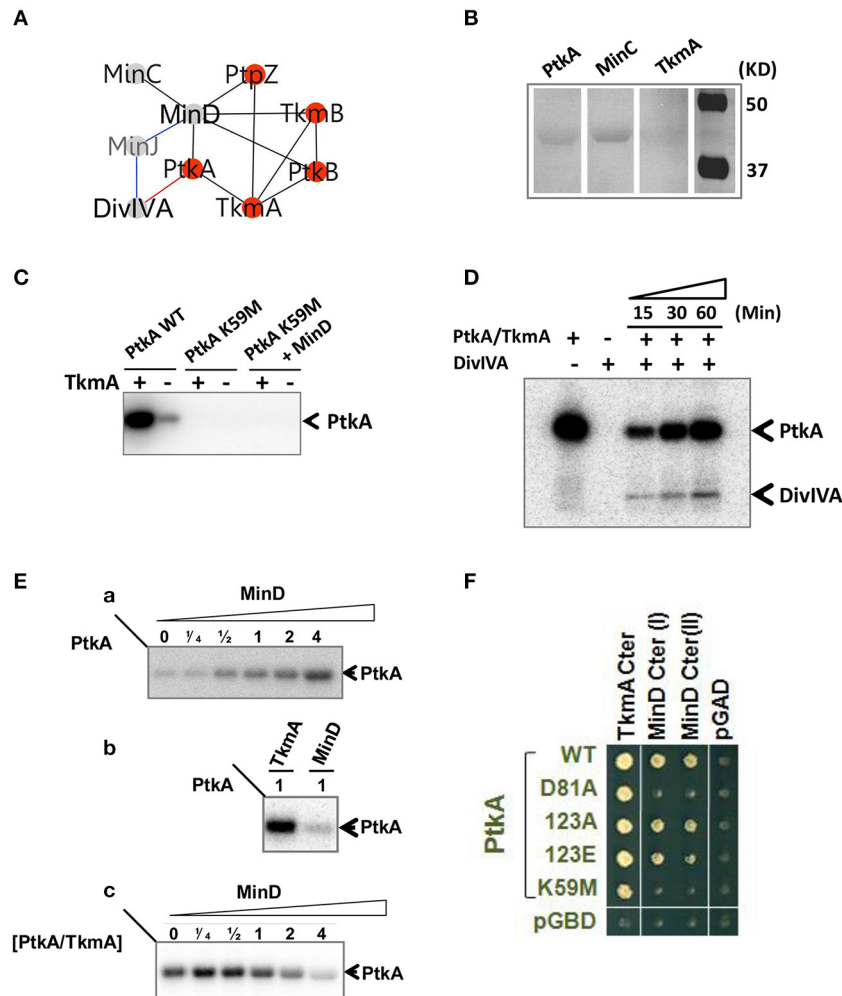 A
MinC
PtpZ
MinD
TkmB
MinJ
PtkA
PtkB
DivIVA
TkmA
B
PtkA MinC TkmA (KD)
50
37
C
PtkA WT PtkA K59M PtkA K59M + MinD
TkmA + - + - + -
PtkA
D
15 30 60 (Min)
PtkA/TkmA + - + + +
DivIVA - + + + +
PtkA
DivIVA
E
a
MinD
PtkA 0 1/4 1/2 1 2 4
PtkA
b
TkmA MinD
PtkA 1 1
PtkA
c
MinD
[PtkA/TkmA] 0 1/4 1/2 1 2 4
PtkA
F
TkmA Cter MinD Cter (I) MinD Cter(II) pGAD
PtkA
WT
D81A
123A
123E
K59M
pGBD